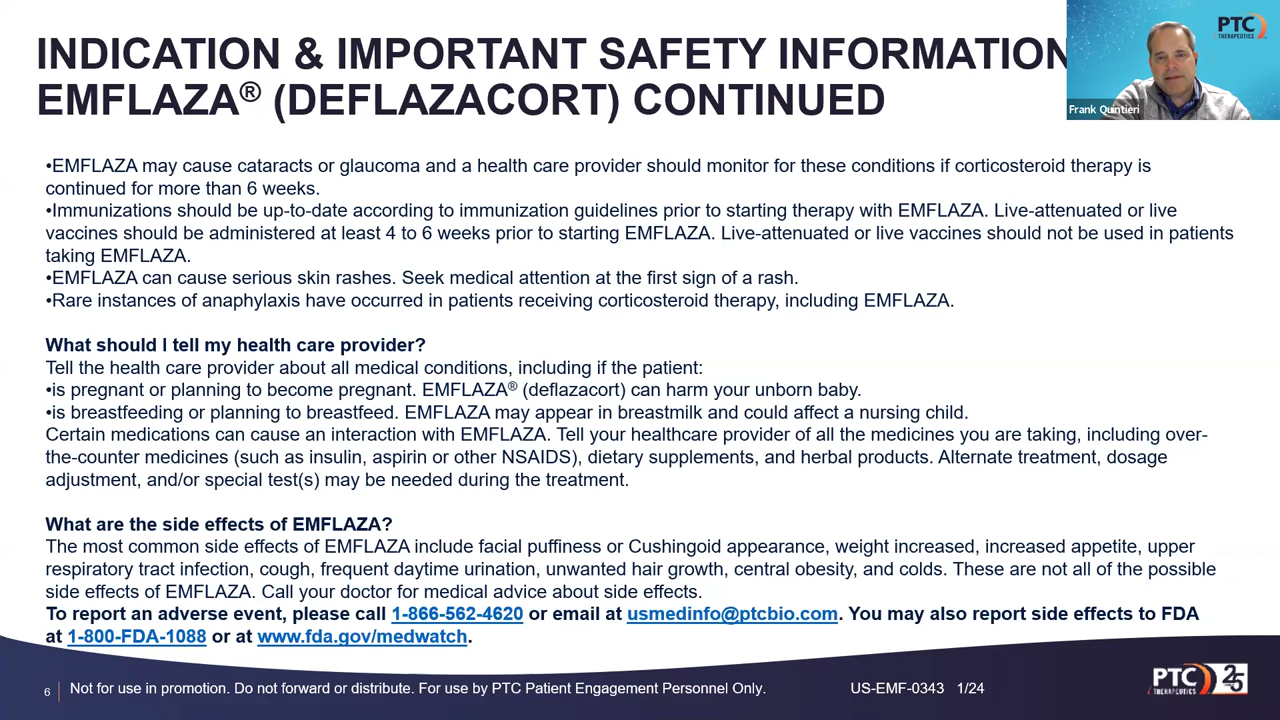 INDICATION & IMPORTANT SAFETY INFORMATION
EMFLAZA® (DEFLAZACORT) CONTINUED
PTC
THERAPEUTICS
Frank Quintieri
•EMFLAZA may cause cataracts or glaucoma and a health care provider should monitor for these conditions if corticosteroid therapy is
continued for more than 6 weeks.
•Immunizations should be up-to-date according to immunization guidelines prior to starting therapy with EMFLAZA. Live-attenuated or live
vaccines should be administered at least 4 to 6 weeks prior to starting EMFLAZA. Live-attenuated or live vaccines should not be used in patients
taking EMFLAZA.
•EMFLAZA can cause serious skin rashes. Seek medical attention at the first sign of a rash.
•Rare instances of anaphylaxis have occurred in patients receiving corticosteroid therapy, including EMFLAZA.
What should I tell my health care provider?
Tell the health care provider about all medical conditions, including if the patient:
•is pregnant or planning to become pregnant. EMFLAZA® (deflazacort) can harm your unborn baby.
•is breastfeeding or planning to breastfeed. EMFLAZA may appear in breastmilk and could affect a nursing child.
Certain medications can cause an interaction with EMFLAZA. Tell your healthcare provider of all the medicines you are taking, including over-
the-counter medicines (such as insulin, aspirin or other NSAIDS), dietary supplements, and herbal products. Alternate treatment, dosage
adjustment, and/or special test(s) may be needed during the treatment.
What are the side effects of EMFLAZA?
The most common side effects of EMFLAZA include facial puffiness or Cushingoid appearance, weight increased, increased appetite, upper
respiratory tract infection, cough, frequent daytime urination, unwanted hair growth, central obesity, and colds. These are not all of the possible
side effects of EMFLAZA. Call your doctor for medical advice about side effects.
To report an adverse event, please call 1-866-562-4620 or email at usmedinfo@ptcbio.com. You may also report side effects to FDA
at 1-800-FDA-1088 or at www.fda.gov/medwatch.
6 Not for use in promotion. Do not forward or distribute. For use by PTC Patient Engagement Personnel Only. US-EMF-0343 1/24
PTC
THERAPEUTICS
25